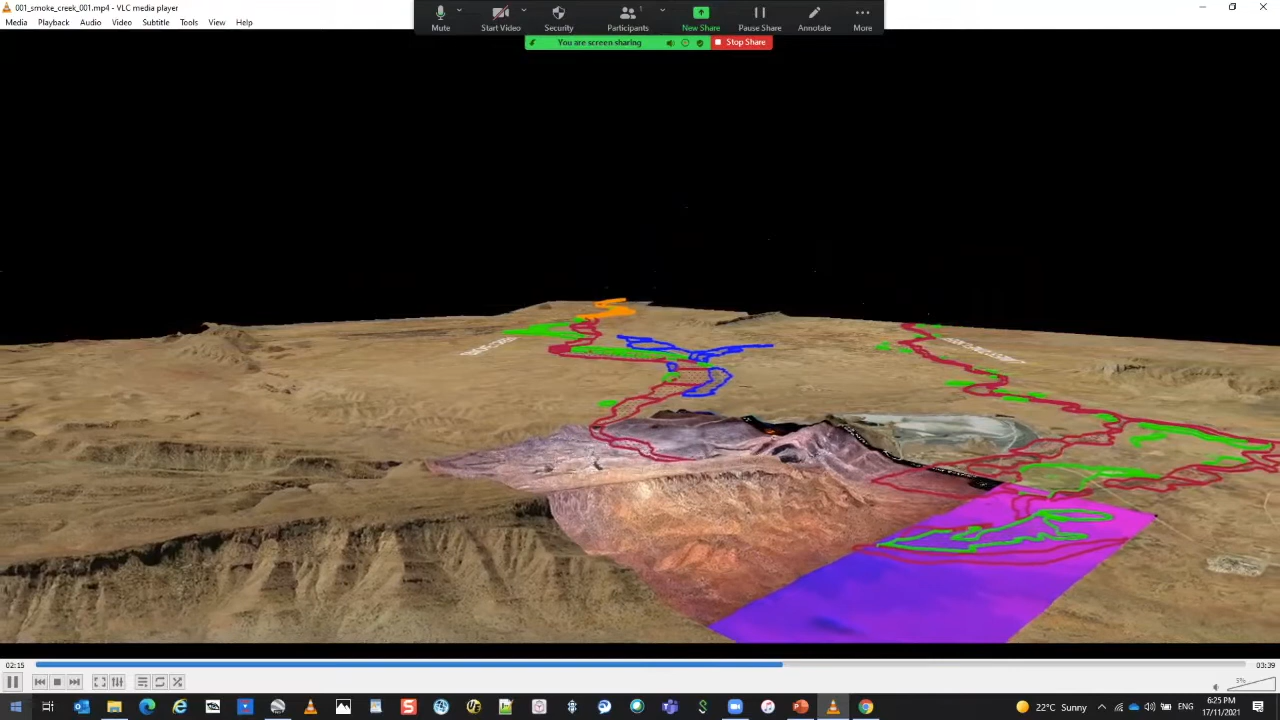 001_smoke_creek_001.mp4 - VLC media player
Media Playback Audio Video Subtitle Tools View Help
Mute Start Video Security Participants 1 New Share Pause Share Annotate More
You are screen sharing Stop Share
02:15 03:39
3%
22°C Sunny
6:25 PM
17/11/2021